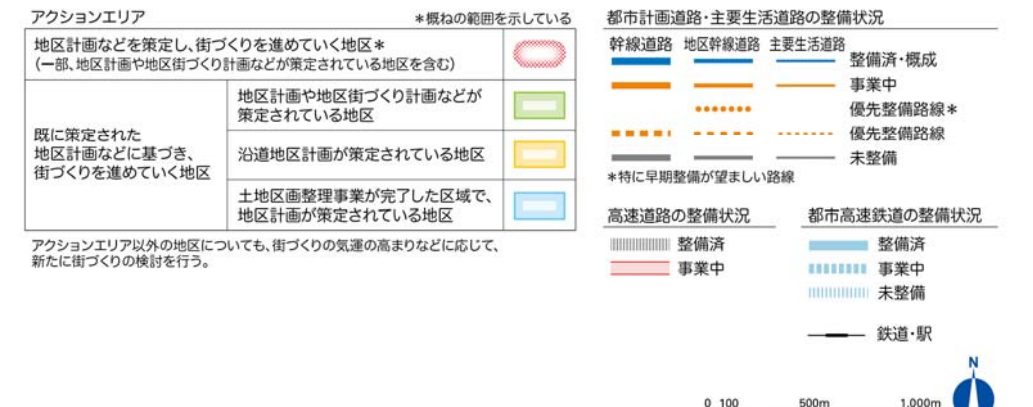 アクションエリア
＊概ねの範囲を示している
地区計画などを策定し、街づくりを進めていく地区＊
（一部、地区計画や地区街づくり計画などが策定されている地区を含む）
既に策定された
地区計画などに基づき、
街づくりを進めていく地区
地区計画や地区街づくり計画などが
策定されている地区
沿道地区計画が策定されている地区
土地区画整理事業が完了した区域で、
地区計画が策定されている地区
アクションエリア以外の地区についても、街づくりの気運の高まりなどに応じて、
新たに街づくりの検討を行う。
都市計画道路・主要生活道路の整備状況
幹線道路 地区幹線道路 主要生活道路
整備済・概成
事業中
優先整備路線＊
優先整備路線
未整備
＊特に早期整備が望ましい路線
高速道路の整備状況
整備済
事業中
都市高速鉄道の整備状況
整備済
事業中
未整備
鉄道・駅
N
0 100 500m 1,000m